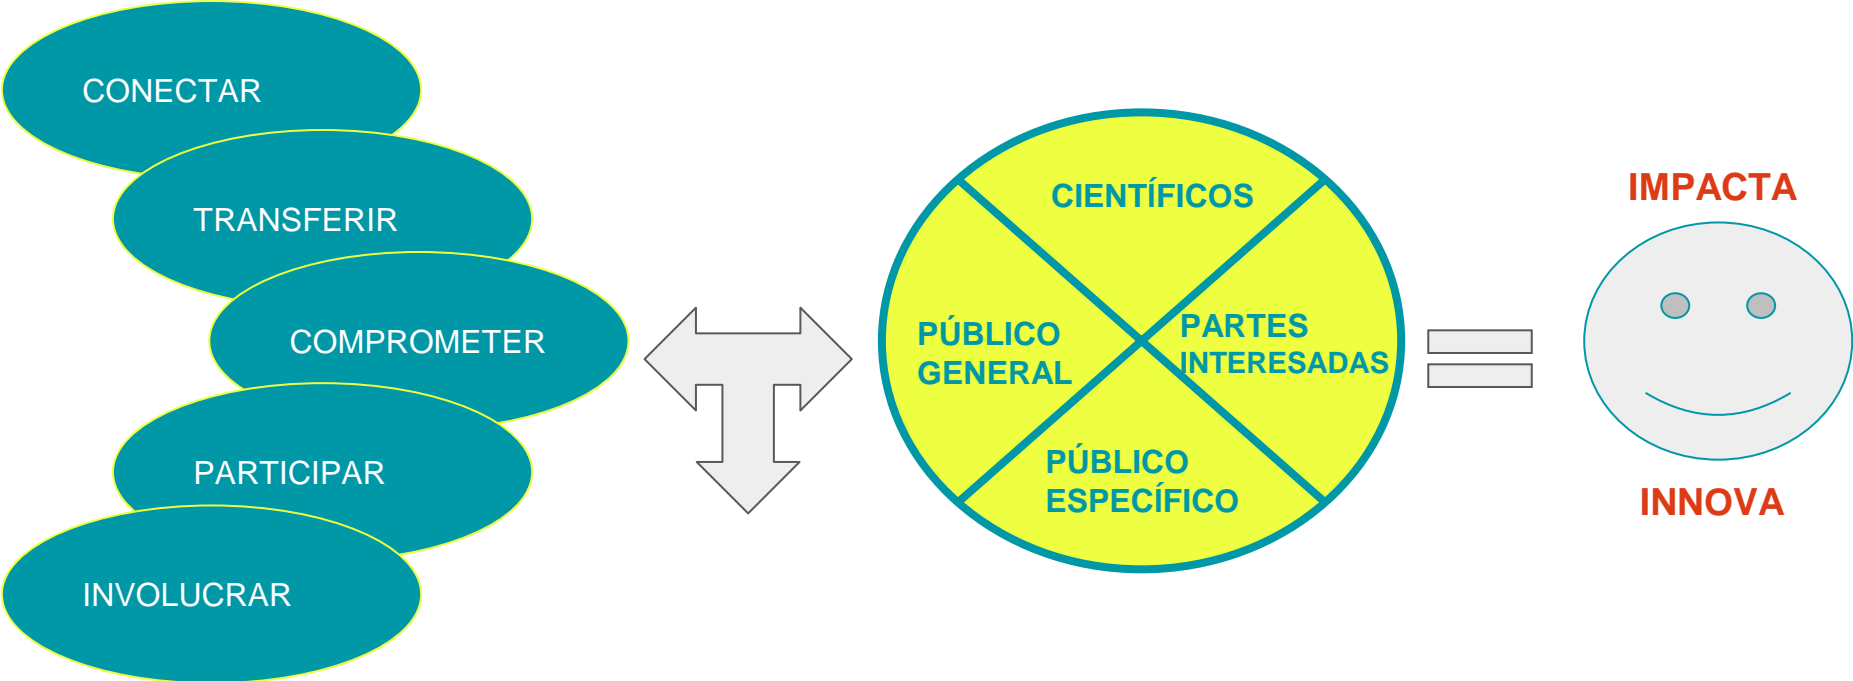 CONECTAR
TRANSFERIR
COMPROMETER
PARTICIPAR
INVOLUCRAR
CIENTÍFICOS
PÚBLICO
GENERAL
PARTES
INTERESADAS
PÚBLICO
ESPECÍFICO
IMPACTA
INNOVA